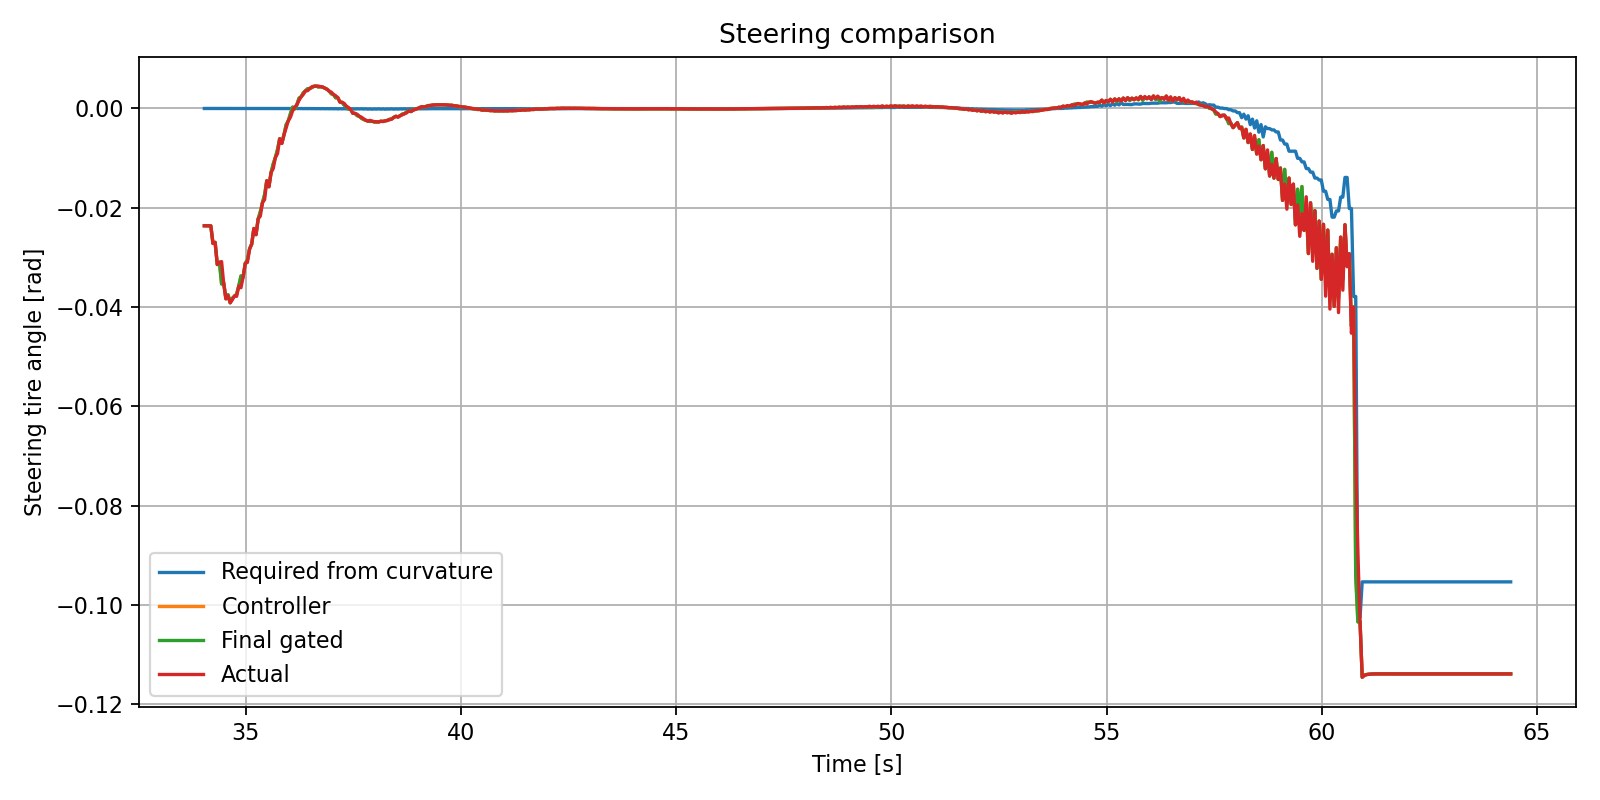 Steering comparison
Steering tire angle [rad]
0.00
−0.02
−0.04
−0.06
−0.08
−0.10
−0.12
Required from curvature
Controller
Final gated
Actual
35 40 45 50 55 60 65
Time [s]